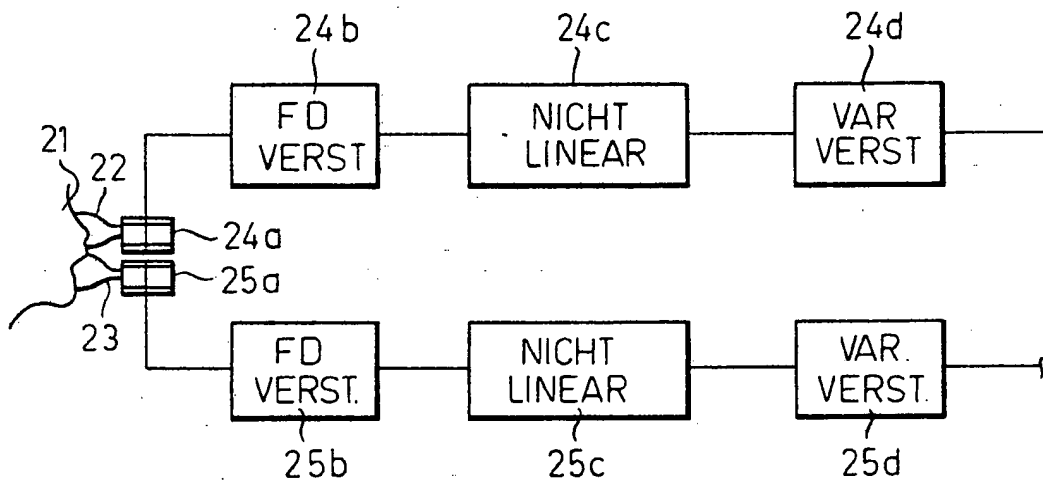 24b
24c
24d
FD
VERST
NICHT
LINEAR
VAR
VERST
21
22
24a
25a
23
FD
VERST.
NICHT
LINEAR
VAR.
VERST.
25b
25c
25d